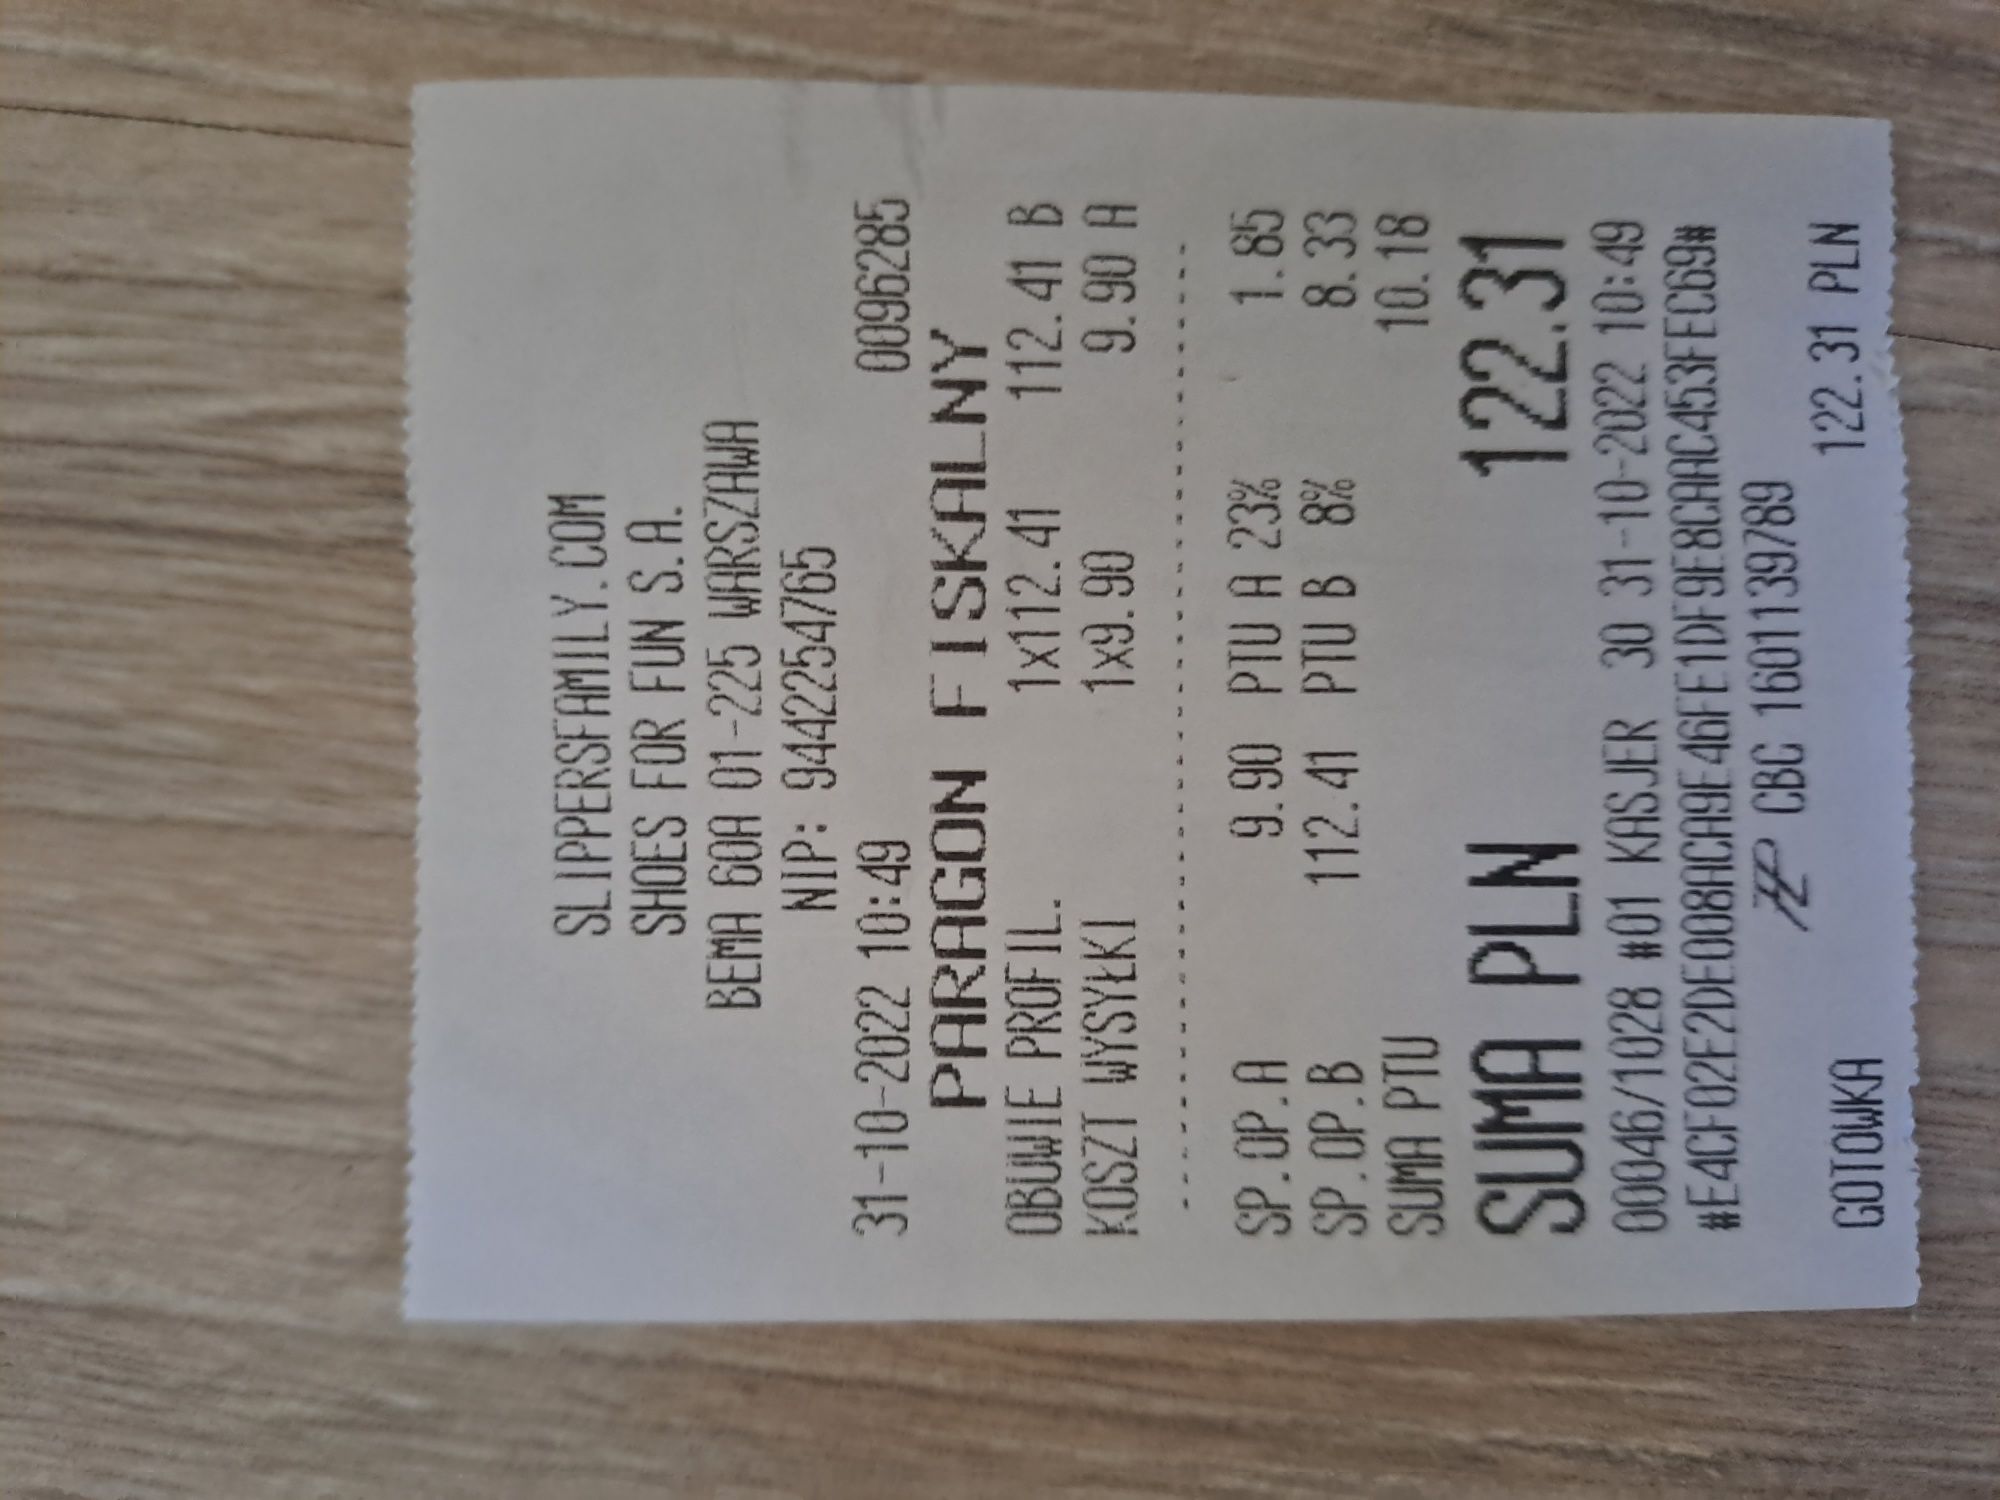 SLIPPERSFAMILY.COM
SHOES FOR FUN S.A.
BEMA 60A 01-225 WARSZAWA
NIP: 9442254765
31-10-2022 10:49 0096285
PARAGON FISKALNY
OBUWIE PROFIL. 1x112.41 112.41 B
KOSZT WYSYŁKI 1x9.90 9.90 A
SP.OP.A 9.90 PTU A 23% 1.85
SP.OP.B 112.41 PTU B 8% 8.33
SUMA PTU 10.18
SUMA PLN 122.31
00046/1028 #01 KASJER 30 31-10-2022 10:49
#E4CF02E2DE008ACA9E46FE1DF9E8CAAC453FEC69#
CBC 1601139789
GOTOWKA 122.31 PLN